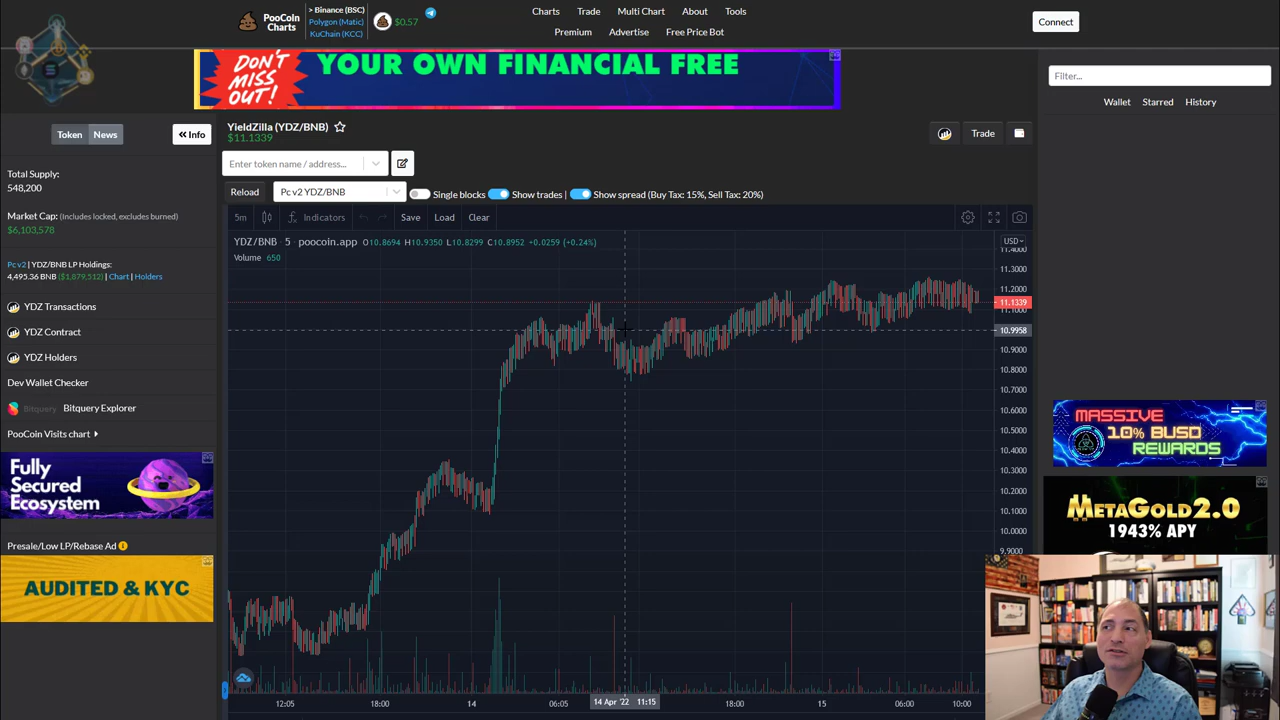 PooCoin
Charts
> Binance (BSC)
Polygon (Matic)
KuChain (KCC)
$0.57
Charts
Trade
Multi Chart
About
Tools
Premium
Advertise
Free Price Bot
Connect
DON'T
MISS
OUT!
YOUR OWN FINANCIAL FREE
Filter...
Wallet
Starred
History
Token
News
Info
YieldZilla (YDZ/BNB)
$11.1339
Trade
Enter token name / address...
Reload
Pc v2 YDZ/BNB
Single blocks
Show trades |
Show spread (Buy Tax: 15%, Sell Tax: 20%)
Total Supply:
548,200
Market Cap: (Includes locked, excludes burned)
$6,103,578
Pc v2 | YDZ/BNB LP Holdings:
4,495.36 BNB ($1,879,512) | Chart | Holders
YDZ Transactions
YDZ Contract
YDZ Holders
Dev Wallet Checker
Bitquery
Bitquery Explorer
PooCoin Visits chart
Fully
Secured
Ecosystem
Presale/Low LP/Rebase Ad
AUDITED & KYC
5m
Indicators
Save
Load
Clear
YDZ/BNB · 5 · poocoin.app O10.8694 H10.9350 L10.8299 C10.8952 +0.0259 (+0.24%)
Volume 650
USD
11.4000
11.3000
11.2000
11.1339
11.1000
10.9958
10.9000
10.8000
10.7000
10.6000
10.5000
10.4000
10.3000
10.2000
10.1000
10.0000
9.9000
12:05
18:00
14
06:05
14 Apr '22 11:15
18:00
15
06:00
10:00
MASSIVE
10% BUSD
REWARDS
METAGOLD2.0
1943% APY